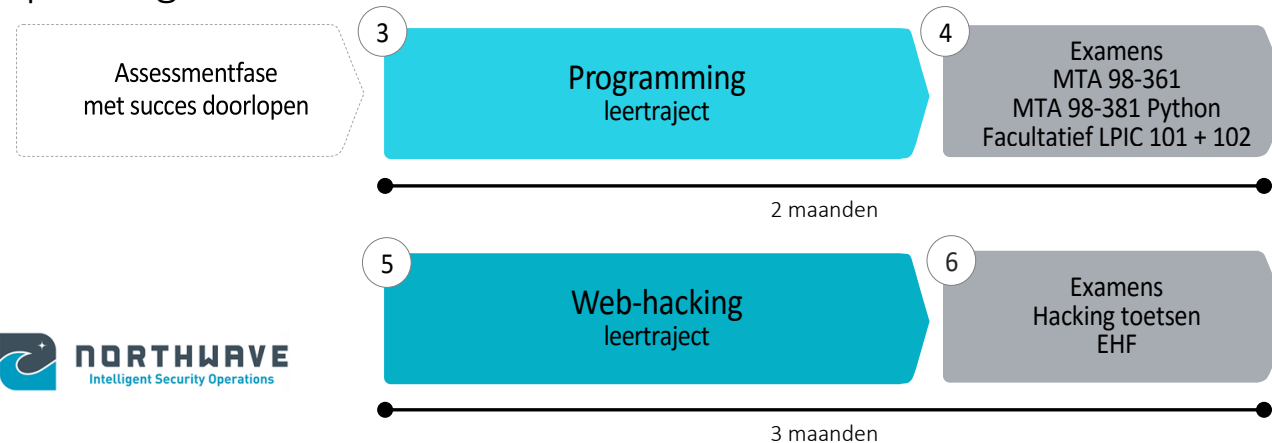 Assessmentfase
met succes doorlopen
3
Programming
leertraject
4
Examens
MTA 98-361
MTA 98-381 Python
Facultatief LPIC 101 + 102
2 maanden
5
Web-hacking
leertraject
6
Examens
Hacking toetsen
EHF
NORTHWAVE
Intelligent Security Operations
3 maanden